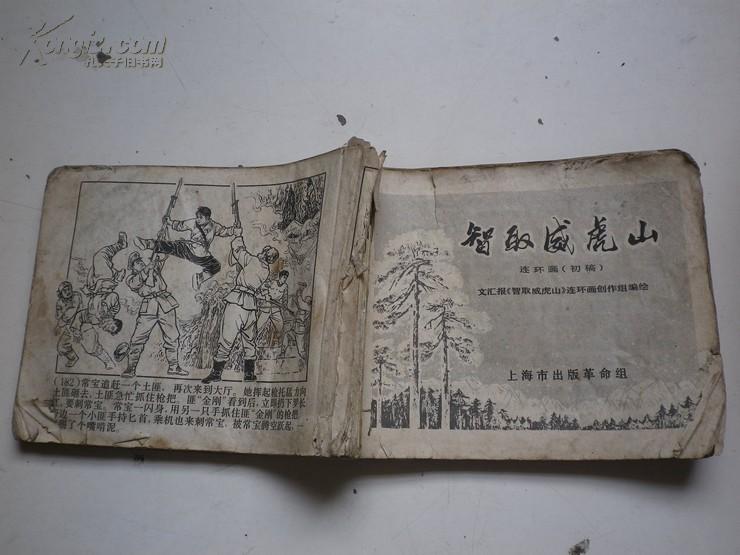 Kongfz.com
孔夫子旧书网
智取威虎山
连环画(初稿)
文汇报《智取威虎山》连环画创作组编绘
上海市出版革命组
(182)常宝追赶一个土匪,再次来到大厅。她挥起枪托猛力向
土匪砸去,土匪急忙抓住枪把。匪“金刚”看到后,立即
要刺常宝。常宝一闪身,用另一只手抓住匪“金刚”的枪把,
边一个小匪手持匕首,乘机也来刺常宝,被常宝腾空跃起,一
了个嘴啃泥。